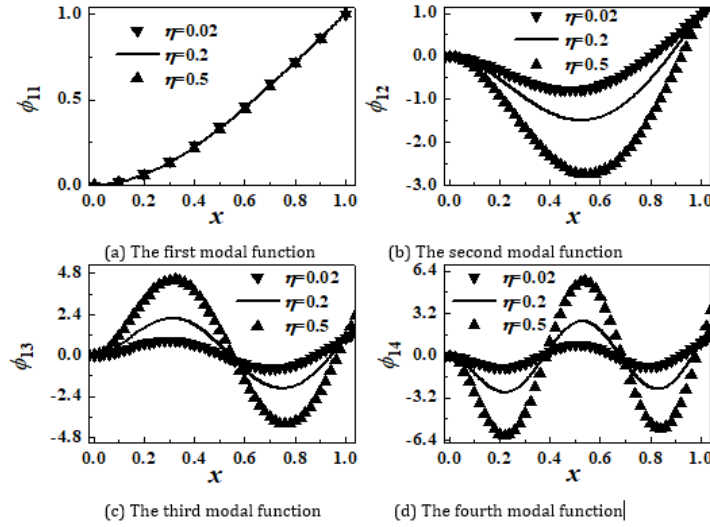 η=0.02
η=0.2
η=0.5
1.0
0.5
0.0
ϕ11
0.0 0.2 0.4 0.6 0.8 1.0
x
(a) The first modal function
η=0.02
η=0.2
η=0.5
1.0
0.0
-1.0
-2.0
-3.0
ϕ12
0.0 0.2 0.4 0.6 0.8 1.0
x
(b) The second modal function
η=0.02
η=0.2
η=0.5
4.8
2.4
0.0
-2.4
-4.8
ϕ13
0.0 0.2 0.4 0.6 0.8 1.0
x
(c) The third modal function
η=0.02
η=0.2
η=0.5
6.4
3.2
0.0
-3.2
-6.4
ϕ14
0.0 0.2 0.4 0.6 0.8 1.0
x
(d) The fourth modal function